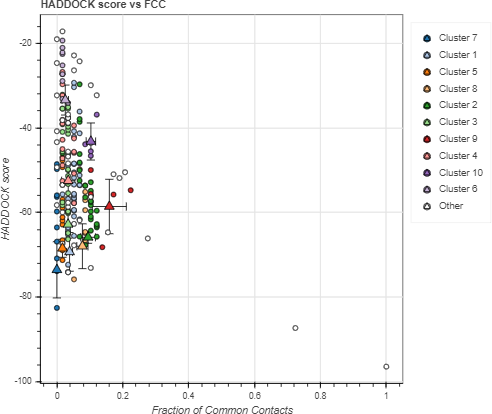 HADDOCK score vs FCC
-20
-40
-60
-80
-100
HADDOCK score
0
0.2
0.4
0.6
0.8
1
Fraction of Common Contacts
Cluster 7
Cluster 1
Cluster 5
Cluster 8
Cluster 2
Cluster 3
Cluster 9
Cluster 4
Cluster 10
Cluster 6
Other